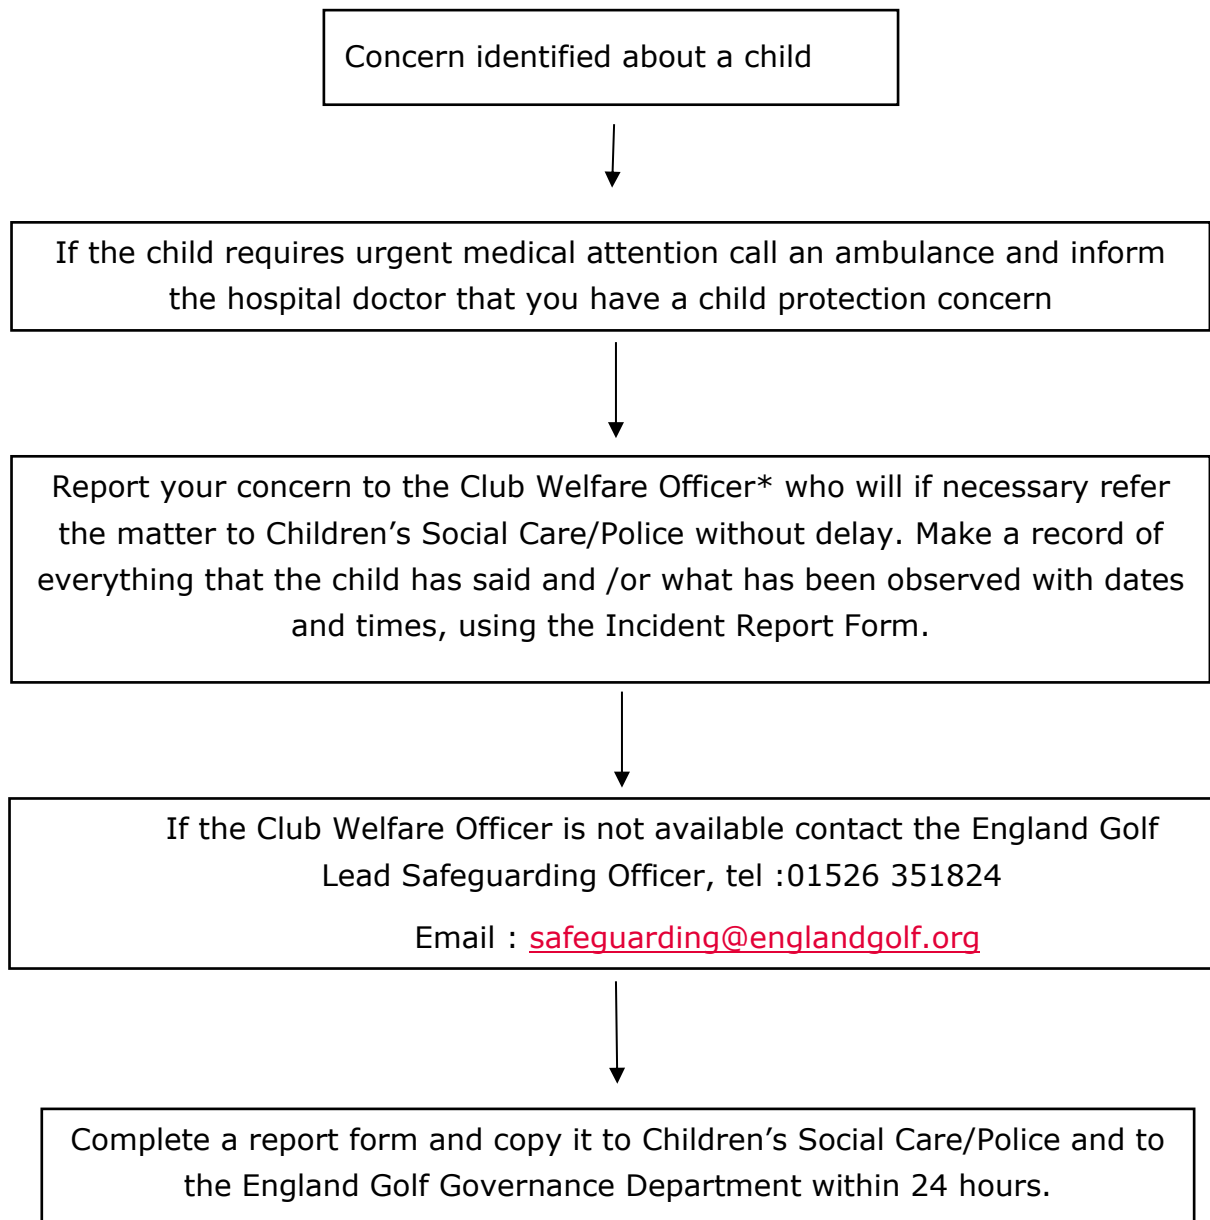 Concern identified about a child
If the child requires urgent medical attention call an ambulance and inform
the hospital doctor that you have a child protection concern
Report your concern to the Club Welfare Officer* who will if necessary refer
the matter to Children’s Social Care/Police without delay. Make a record of
everything that the child has said and /or what has been observed with dates
and times, using the Incident Report Form.
If the Club Welfare Officer is not available contact the England Golf
Lead Safeguarding Officer, tel :01526 351824
Email : safeguarding@englandgolf.org
Complete a report form and copy it to Children’s Social Care/Police and to
the England Golf Governance Department within 24 hours.